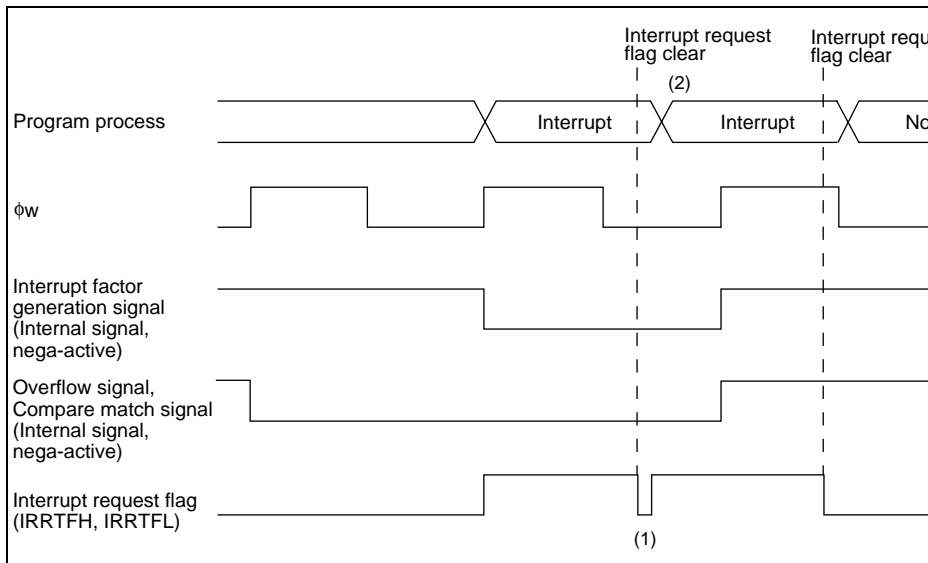 Interrupt request
flag clear
Interrupt requ
flag clear
(2)
Program process
Interrupt
Interrupt
No
φw
Interrupt factor
generation signal
(Internal signal,
nega-active)
Overflow signal,
Compare match signal
(Internal signal,
nega-active)
Interrupt request flag
(IRRTFH, IRRTFL)
(1)